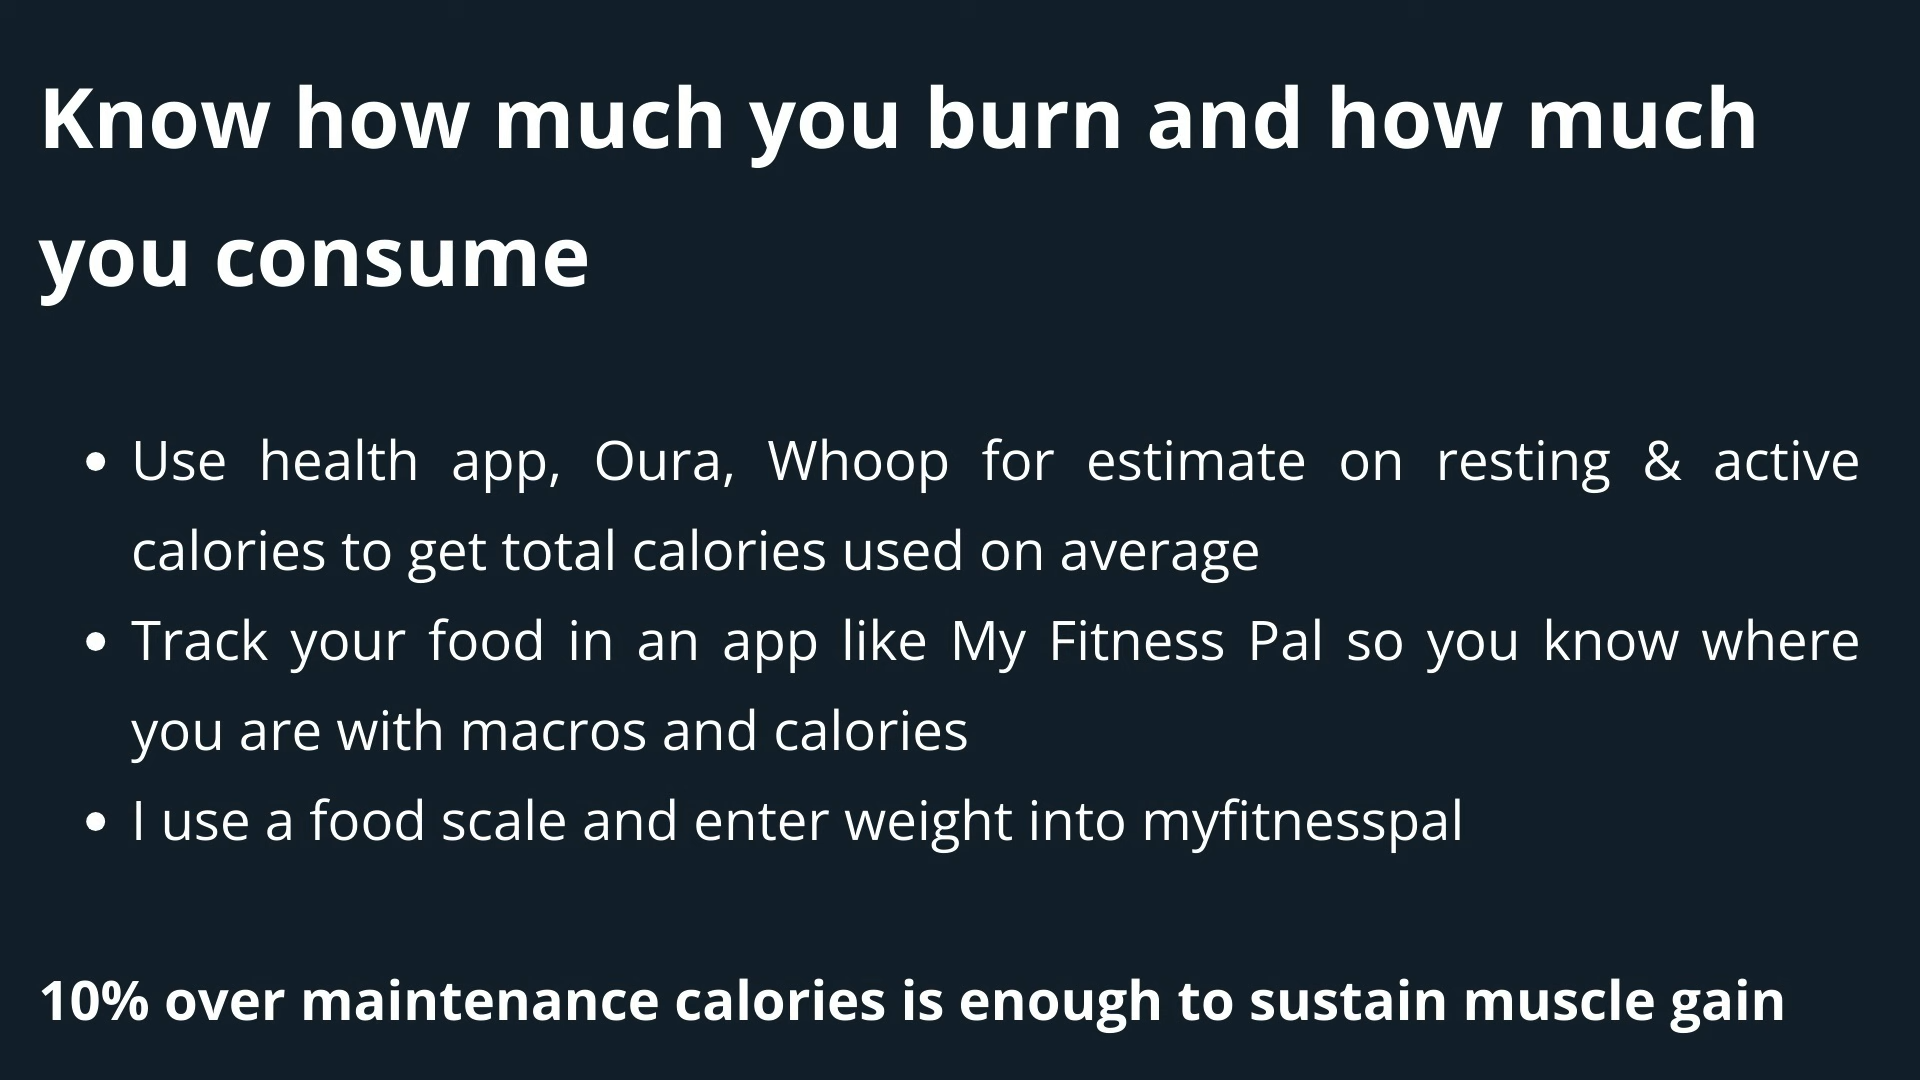 Know how much you burn and how much
you consume
• Use health app, Oura, Whoop for estimate on resting & active
calories to get total calories used on average
• Track your food in an app like My Fitness Pal so you know where
you are with macros and calories
• I use a food scale and enter weight into myfitnesspal
10% over maintenance calories is enough to sustain muscle gain